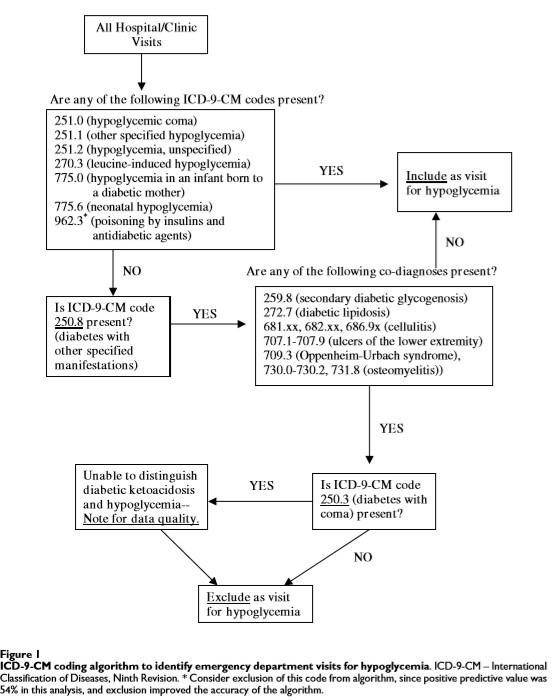 All Hospital/Clinic
Visits
Are any of the following ICD-9-CM codes present?
251.0 (hypoglycemic coma)
251.1 (other specified hypoglycemia)
251.2 (hypoglycemia, unspecified)
270.3 (leucine-induced hypoglycemia)
775.0 (hypoglycemia in an infant born to
a diabetic mother)
775.6 (neonatal hypoglycemia)
962.3* (poisoning by insulins and
antidiabetic agents)
YES
Include as visit
for hypoglycemia
NO
NO
Are any of the following co-diagnoses present?
Is ICD-9-CM code
250.8 present?
(diabetes with
other specified
manifestations)
YES
259.8 (secondary diabetic glycogenosis)
272.7 (diabetic lipidosis)
681.xx, 682.xx, 686.9x (cellulitis)
707.1-707.9 (ulcers of the lower extremity)
709.3 (Oppenheim-Urbach syndrome),
730.0-730.2, 731.8 (osteomyelitis))
YES
Unable to distinguish
diabetic ketoacidosis
and hypoglycemia--
Note for data quality.
YES
Is ICD-9-CM code
250.3 (diabetes with
coma) present?
NO
Exclude as visit
for hypoglycemia
Figure 1
ICD-9-CM coding algorithm to identify emergency department visits for hypoglycemia. ICD-9-CM – International
Classification of Diseases, Ninth Revision. * Consider exclusion of this code from algorithm, since positive predictive value was
54% in this analysis, and exclusion improved the accuracy of the algorithm.